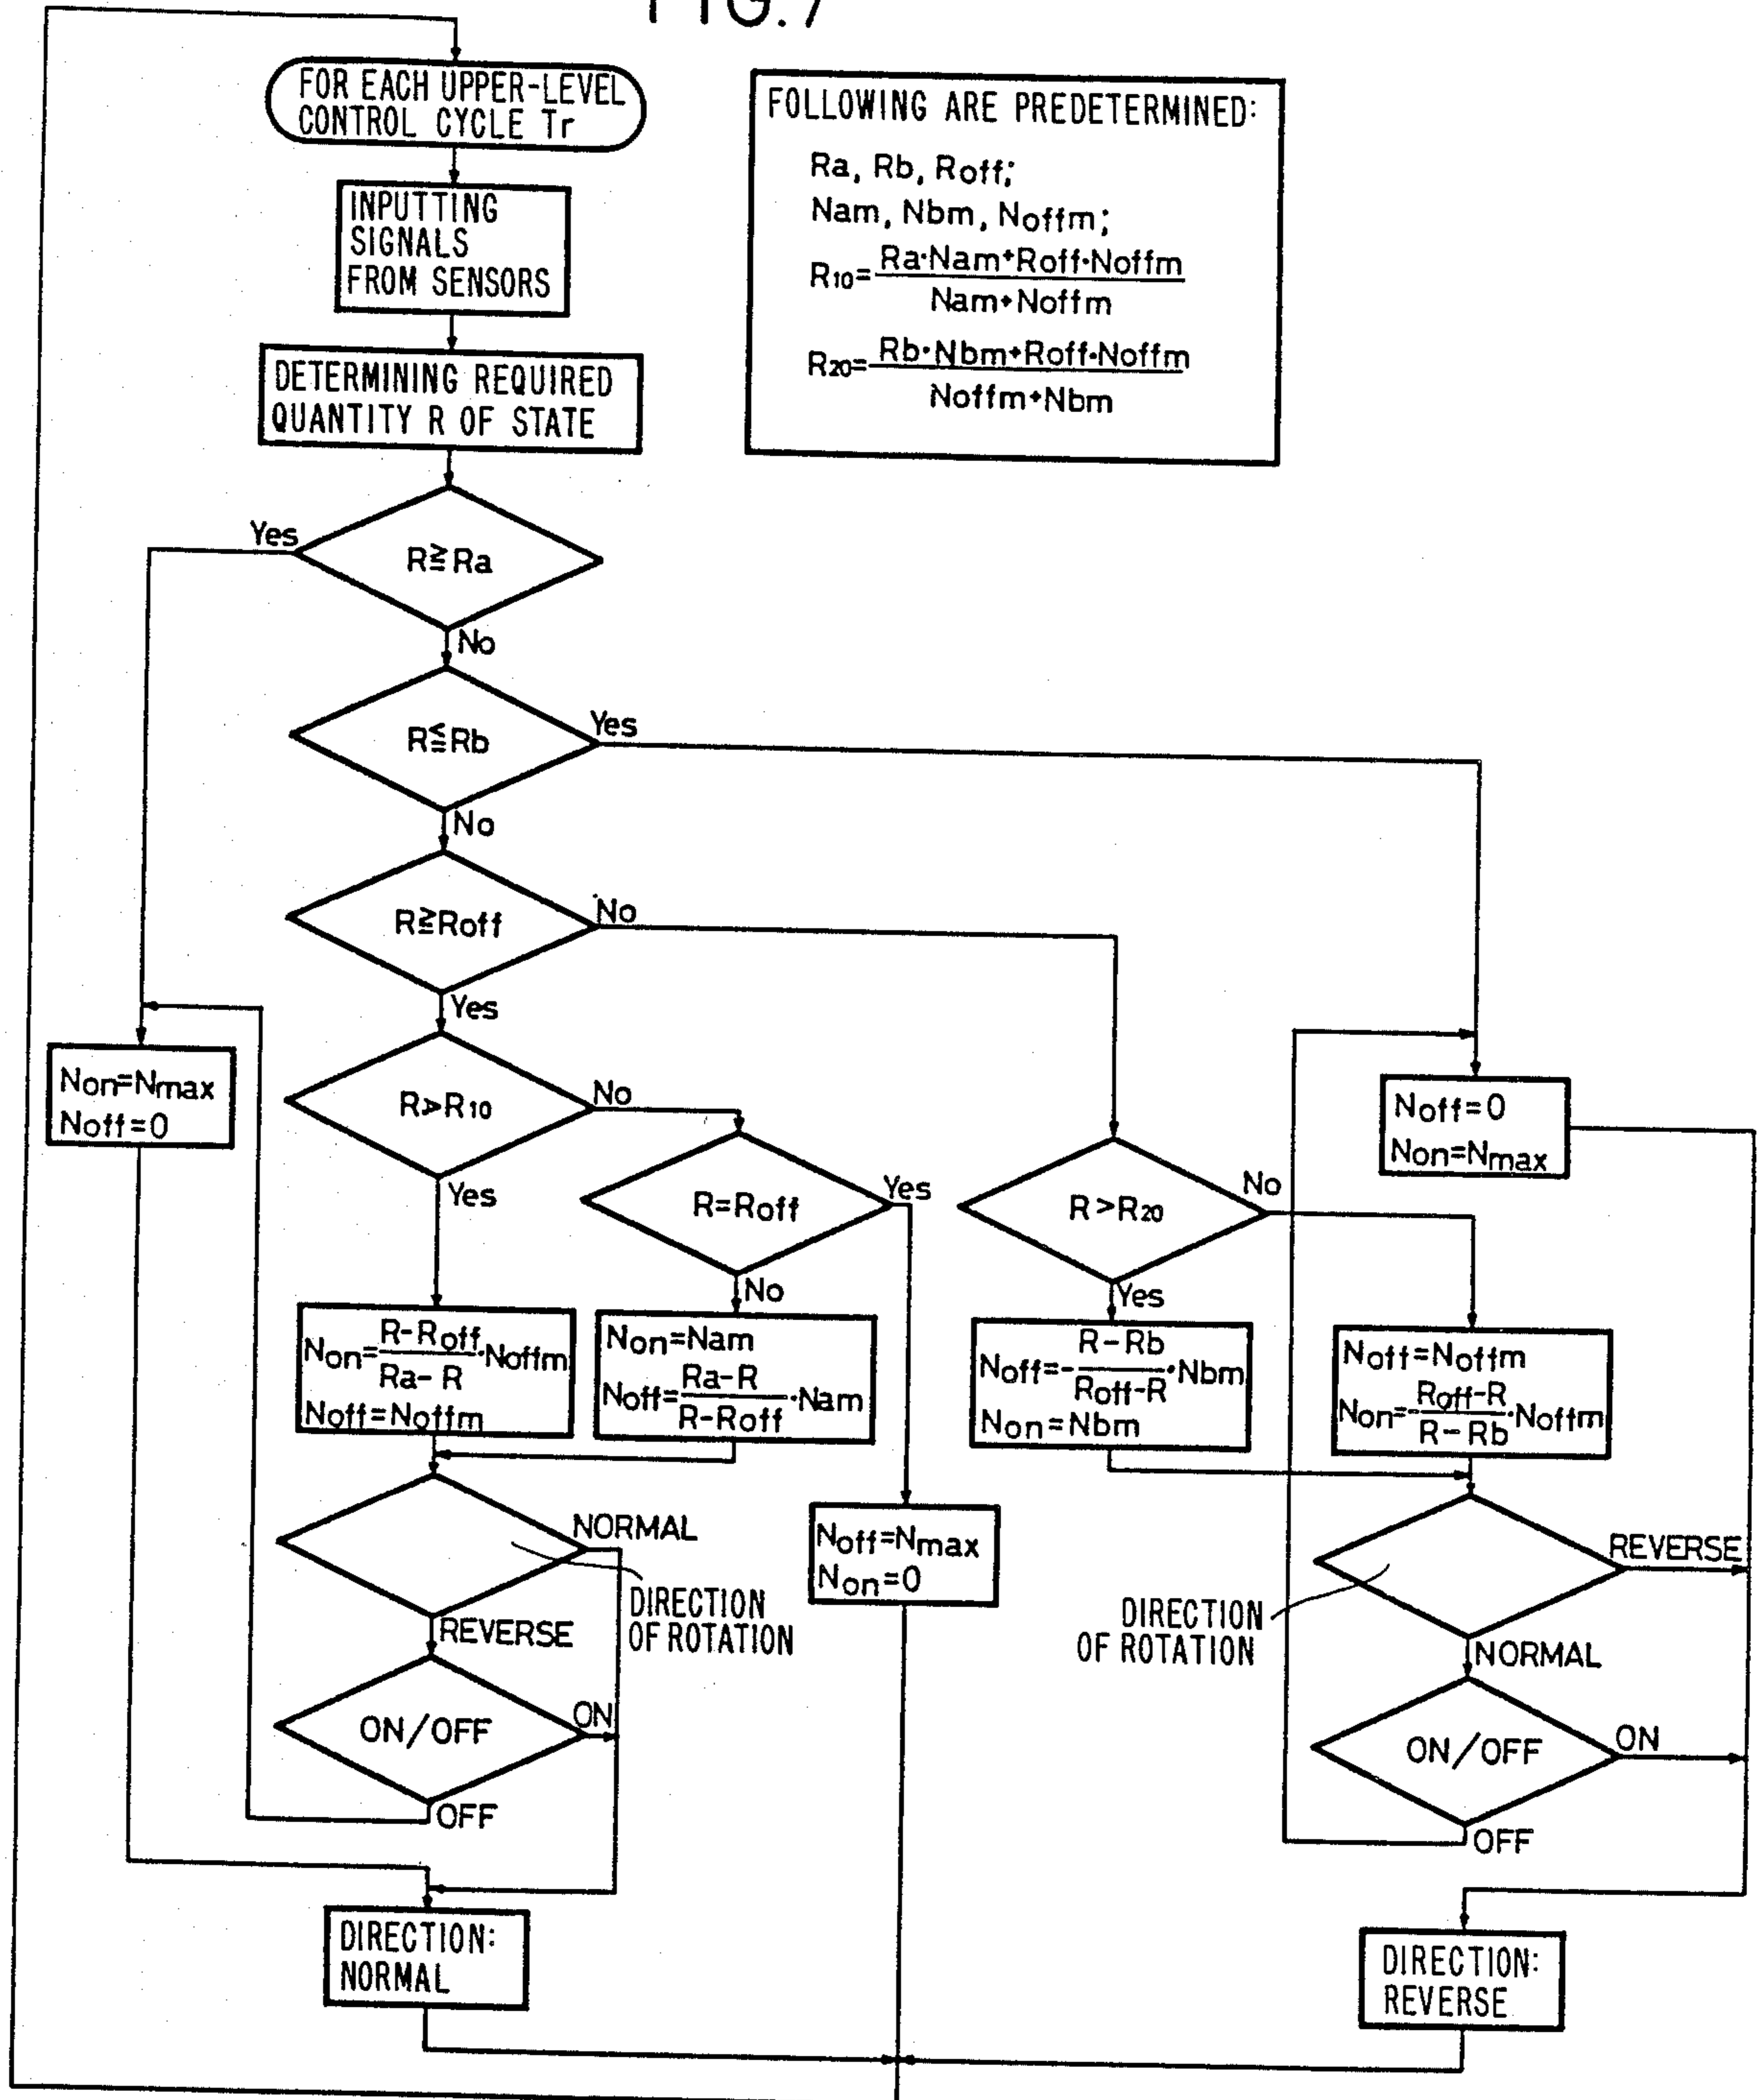 FIG.7
FOR EACH UPPER-LEVEL
CONTROL CYCLE Tr
INPUTTING
SIGNALS
FROM SENSORS
DETERMINING REQUIRED
QUANTITY R OF STATE
FOLLOWING ARE PREDETERMINED:
Ra, Rb, Roff;
Nam, Nbm, Noffm;
R10=Ra·Nam+Roff·Noffm
Nam+Noffm
R20=Rb·Nbm+Roff·Noffm
Noffm+Nbm
Yes
R≧Ra
No
R≦Rb
Yes
No
R≧Roff
No
Yes
Non=Nmax
Noff=0
R>R10
No
Yes
R=Roff
Yes
No
R>R20
No
Yes
Noff=0
Non=Nmax
Non=R-Roff/Ra-R·Noffm
Noff=Noffm
Non=Nam
Noff=Ra-R/R-Roff·Nam
Noff=-R-Rb/Roff-R·Nbm
Non=Nbm
Noff=Noffm
Non=-Roff-R/R-Rb·Noffm
NORMAL
DIRECTION
OF ROTATION
REVERSE
ON/OFF
ON
OFF
Noff=Nmax
Non=0
REVERSE
DIRECTION
OF ROTATION
NORMAL
ON/OFF
ON
OFF
DIRECTION:
NORMAL
DIRECTION:
REVERSE